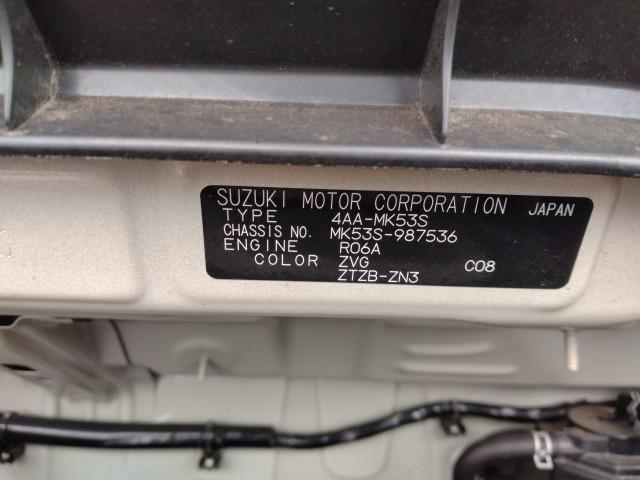 SUZUKI MOTOR CORPORATION JAPAN
TYPE 4AA-MK53S
CHASSIS NO. MK53S-987536
ENGINE R06A
COLOR ZVG C08
ZTZB-ZN3